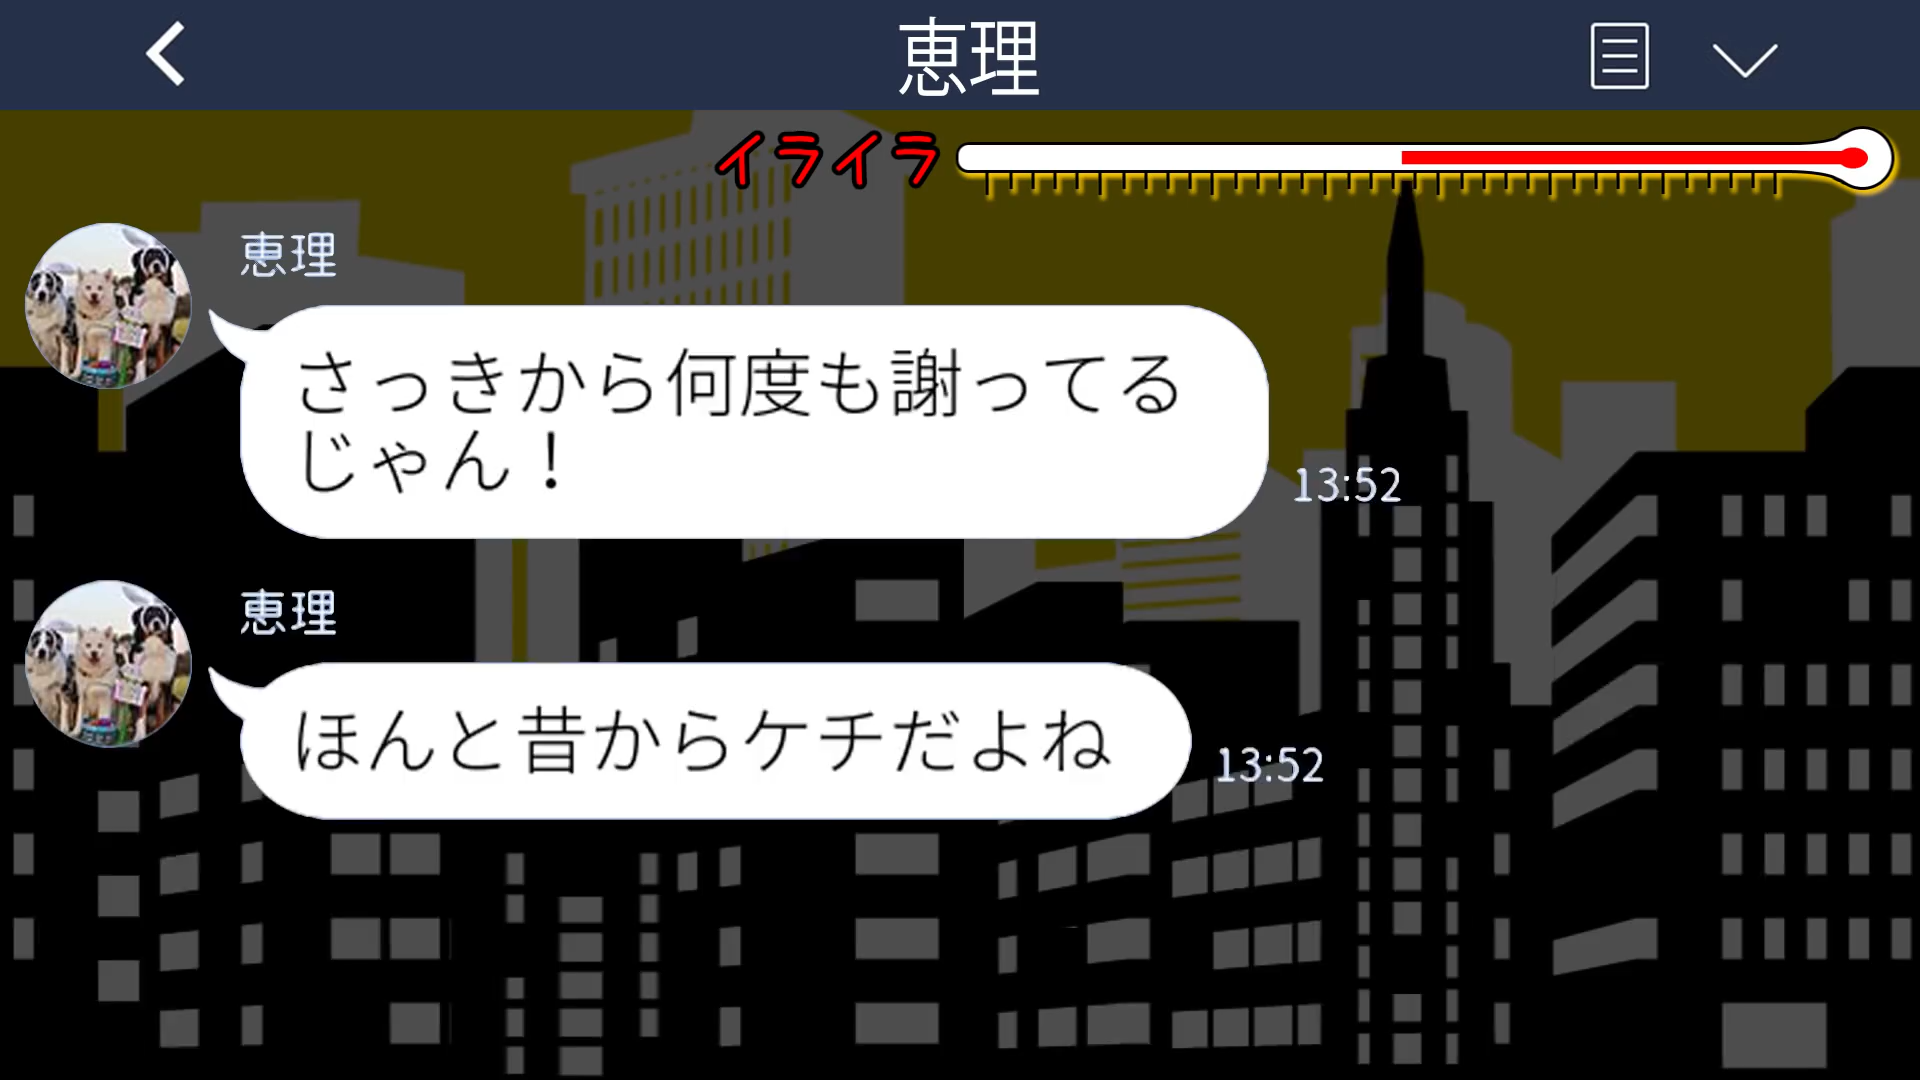 恵理
イライラ
恵理
さっきから何度も謝ってる
じゃん！
13:52
恵理
ほんと昔からケチだよね
13:52